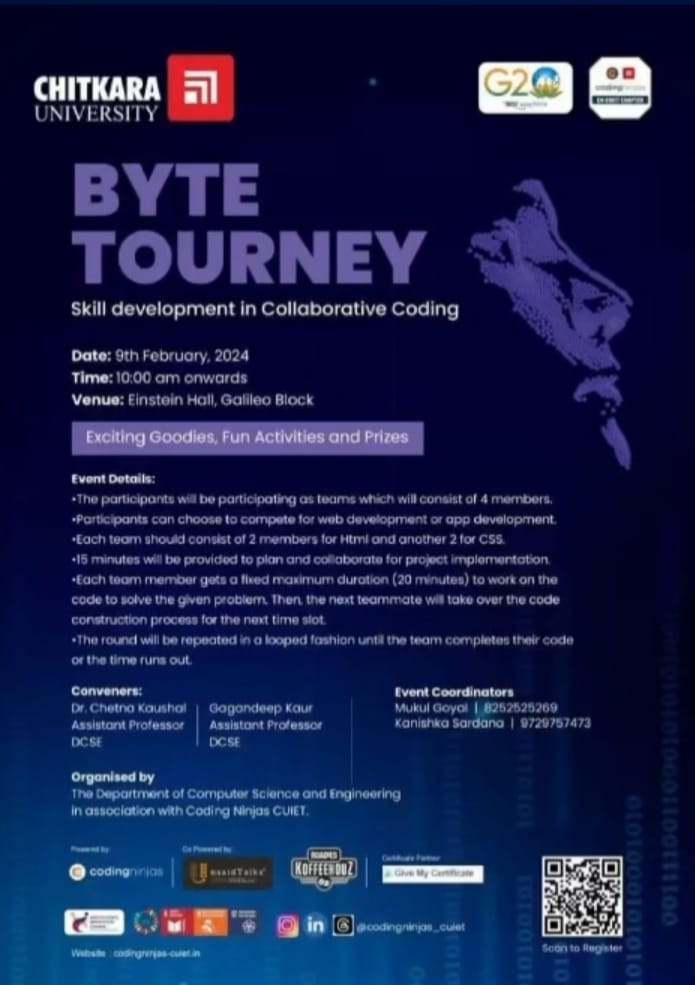 CHITKARA
UNIVERSITY
G20
codingninjas
BYTE
TOURNEY
Skill development in Collaborative Coding
Date: 9th February, 2024
Time: 10:00 am onwards
Venue: Einstein Hall, Galileo Block
Exciting Goodies, Fun Activities and Prizes
Event Details:
•The participants will be participating as teams which will consist of 4 members.
•Participants can choose to compete for web development or app development.
•Each team should consist of 2 members for Html and another 2 for CSS.
•15 minutes will be provided to plan and collaborate for project implementation.
•Each team member gets a fixed maximum duration (20 minutes) to work on the
code to solve the given problem. Then, the next teammate will take over the code
construction process for the next time slot.
•The round will be repeated in a looped fashion until the team completes their code
or the time runs out.
Conveners:
Dr. Chetna Kaushal
Assistant Professor
DCSE
Gagandeep Kaur
Assistant Professor
DCSE
Event Coordinators
Mukul Goyal | 8252525269
Kanishka Sardana | 9729757473
Organised by
The Department of Computer Science and Engineering
in association with Coding Ninjas CUIET.
Powered by
codingninjas
Co Powered by
ROADIES
KOFFEEHOUZ
Certificate Partner
Give My Certificate
@codingninjas_cuiet
Scan to Register
Website : codingninjas-cuiet.in